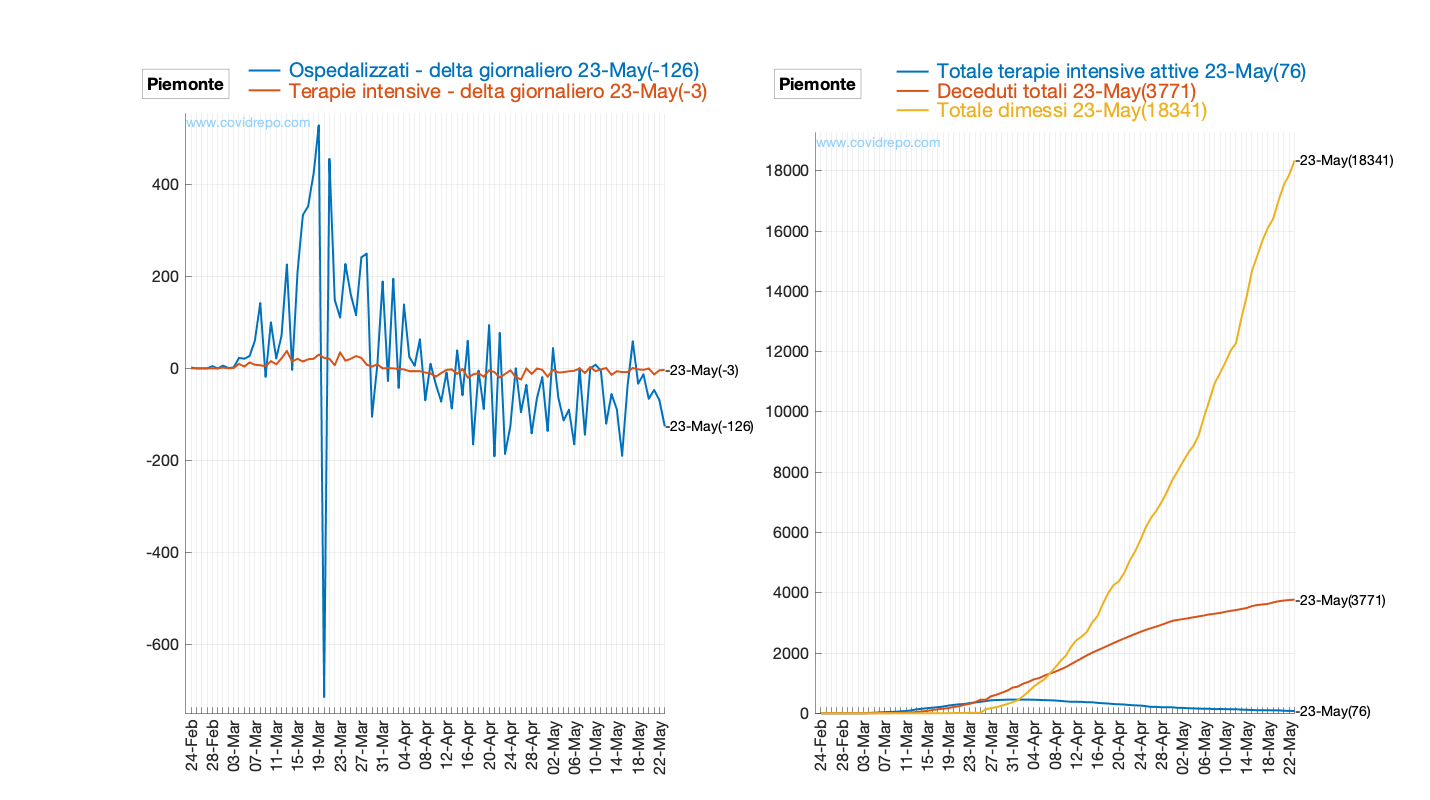 Piemonte
Ospedalizzati - delta giornaliero 23-May(-126)
Terapie intensive - delta giornaliero 23-May(-3)
www.covidrepo.com
400
200
0
-200
-400
-600
-23-May(-3)
-23-May(-126)
24-Feb
28-Feb
03-Mar
07-Mar
11-Mar
15-Mar
19-Mar
23-Mar
27-Mar
31-Mar
04-Apr
08-Apr
12-Apr
16-Apr
20-Apr
24-Apr
28-Apr
02-May
06-May
10-May
14-May
18-May
22-May
Piemonte
Totale terapie intensive attive 23-May(76)
Deceduti totali 23-May(3771)
Totale dimessi 23-May(18341)
www.covidrepo.com
18000
16000
14000
12000
10000
8000
6000
4000
2000
0
-23-May(18341)
-23-May(3771)
-23-May(76)
24-Feb
28-Feb
03-Mar
07-Mar
11-Mar
15-Mar
19-Mar
23-Mar
27-Mar
31-Mar
04-Apr
08-Apr
12-Apr
16-Apr
20-Apr
24-Apr
28-Apr
02-May
06-May
10-May
14-May
18-May
22-May